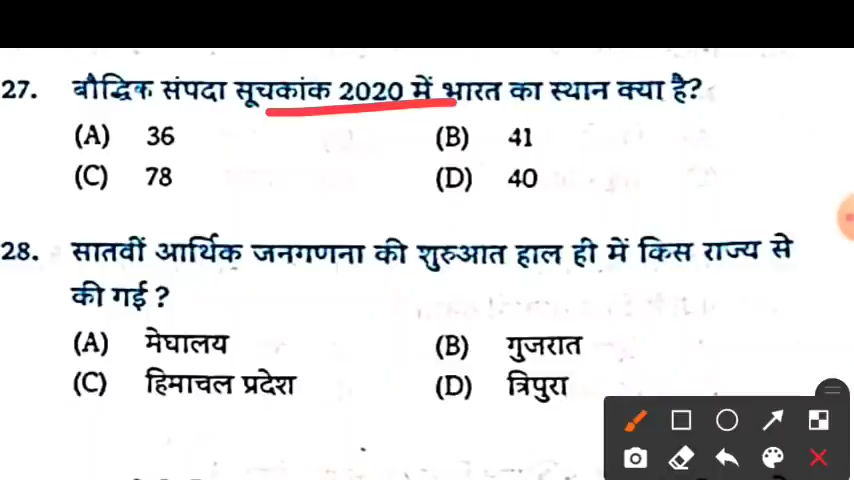 27. बौद्धिक संपदा सूचकांक 2020 में भारत का स्थान क्या है?
(A) 36 (B) 41
(C) 78 (D) 40
28. सातवीं आर्थिक जनगणना की शुरुआत हाल ही में किस राज्य से
की गई ?
(A) मेघालय (B) गुजरात
(C) हिमाचल प्रदेश (D) त्रिपुरा